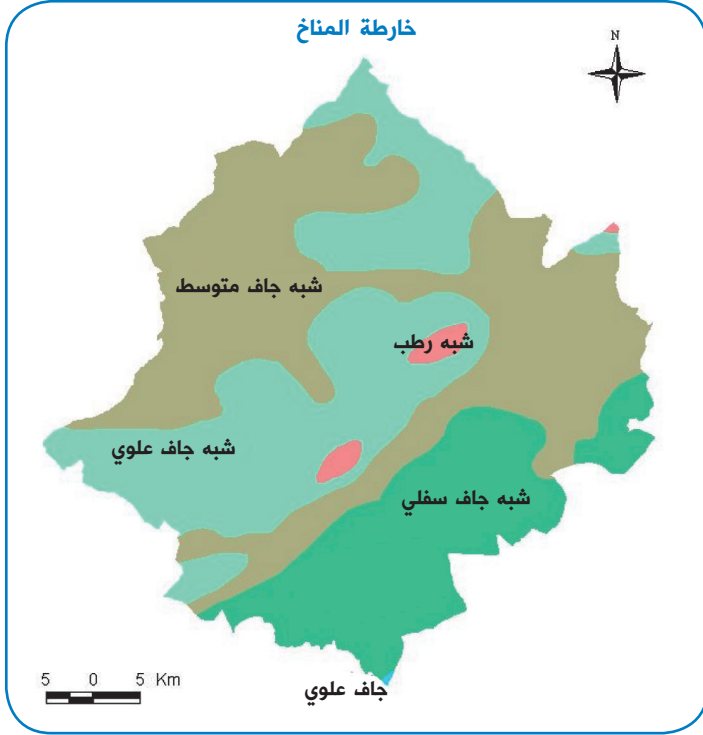 خارطة المناخ
N
شبه جاف متوسط
شبه رطب
شبه جاف علوي
شبه جاف سفلي
5 0 5 Km
جاف علوي